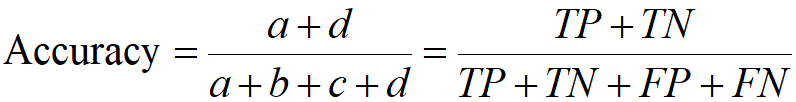 Accuracy = (a + d) / (a + b + c + d) = (TP + TN) / (TP + TN + FP + FN)